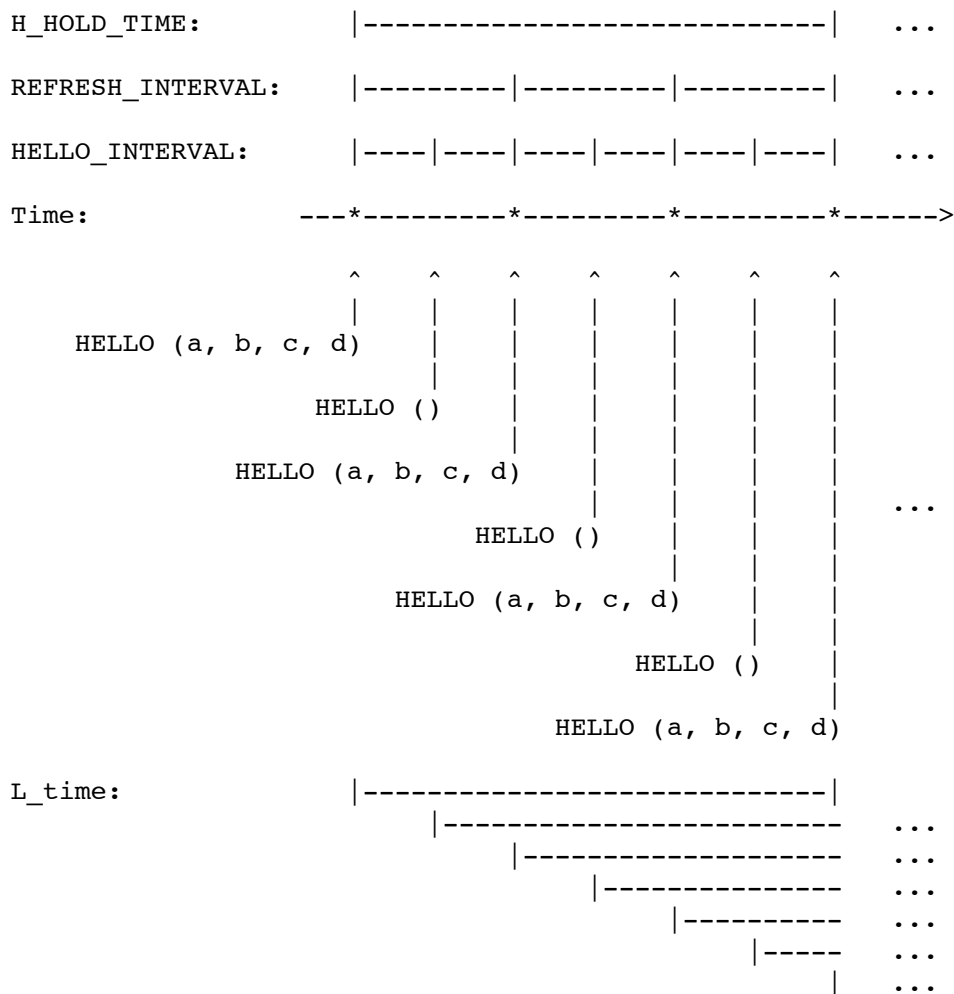 H_HOLD_TIME:          |-----------------------------|   ...
REFRESH_INTERVAL:     |---------|---------|---------|   ...
HELLO_INTERVAL:       |----|----|----|----|----|----|   ...
Time:              ---*---------*---------*---------*------>
                      ^    ^    ^    ^    ^    ^    ^
                      |    |    |    |    |    |    |
    HELLO (a, b, c, d)     |    |    |    |    |    |
                           |    |    |    |    |    |
                   HELLO ()     |    |    |    |    |
                                |    |    |    |    |
              HELLO (a, b, c, d)     |    |    |    |
                                     |    |    |    |   ...
                             HELLO ()     |    |    |
                                          |    |    |
                        HELLO (a, b, c, d)     |    |
                                               |    |
                                       HELLO ()     |
                                                    |
                                  HELLO (a, b, c, d)
L_time:               |-----------------------------|
                           |-------------------------   ...
                                |--------------------   ...
                                     |---------------   ...
                                          |----------   ...
                                               |-----   ...
                                                    |   ...